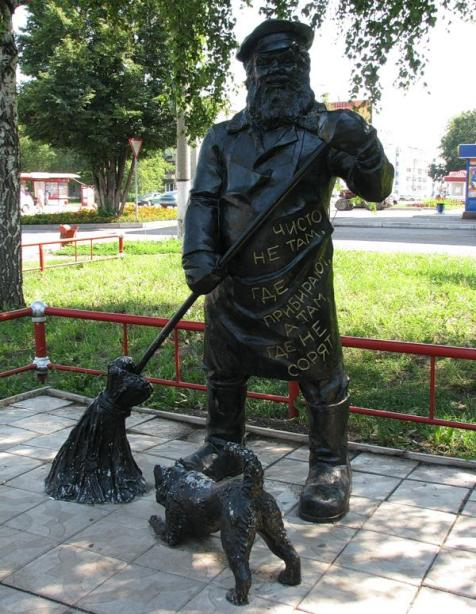 ЧИСТО
НЕ ТАМ,
ГДЕ
ПРИБИРАЮТ,
А ТАМ
ГДЕ НЕ
СОРЯТ